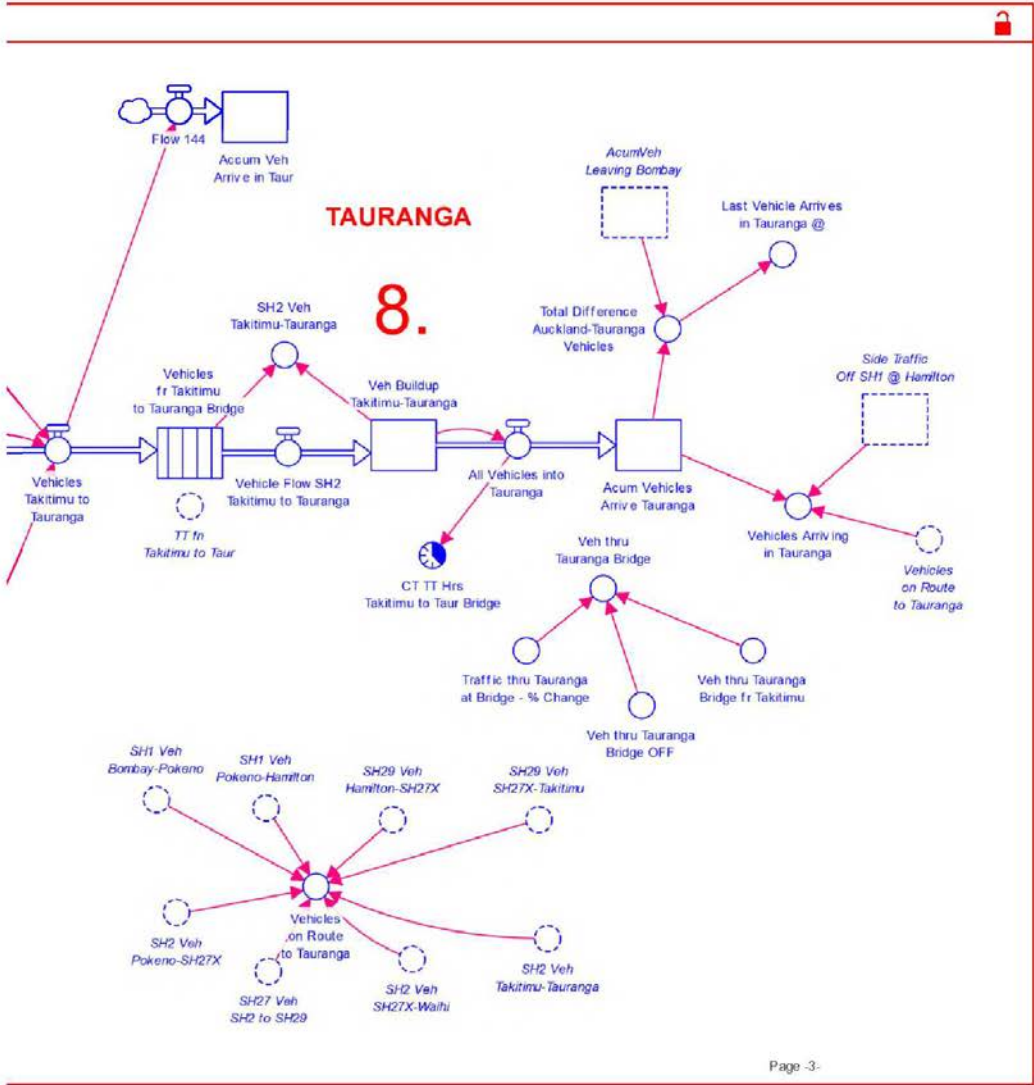 Flow 144
Accum Veh
Arrive in Taur
TAURANGA
8.
AcumVeh
Leaving Bombay
Last Vehicle Arrives
in Tauranga @
SH2 Veh
Takitimu-Tauranga
Total Difference
Auckland-Tauranga
Vehicles
Side Traffic
Off SH1 @ Hamilton
Vehicles
fr Takitimu
to Tauranga Bridge
Veh Buildup
Takitimu-Tauranga
Vehicles
Takitimu to
Tauranga
Vehicle Flow SH2
Takitimu to Tauranga
All Vehicles into
Tauranga
Acum Vehicles
Arrive Tauranga
TT fn
Takitimu to Taur
Vehicles Arriving
in Tauranga
Veh thru
Tauranga Bridge
CT TT Hrs
Takitimu to Taur Bridge
Vehicles
on Route
to Tauranga
Traffic thru Tauranga
at Bridge - % Change
Veh thru Tauranga
Bridge fr Takitimu
Veh thru Tauranga
Bridge OFF
SH1 Veh
Bombay-Pokeno
SH1 Veh
Pokeno-Hamilton
SH29 Veh
Hamilton-SH27X
SH29 Veh
SH27X-Takitimu
Vehicles
on Route
to Tauranga
SH2 Veh
Pokeno-SH27X
SH27 Veh
SH2 to SH29
SH2 Veh
SH27X-Waihi
SH2 Veh
Takitimu-Tauranga
Page -3-